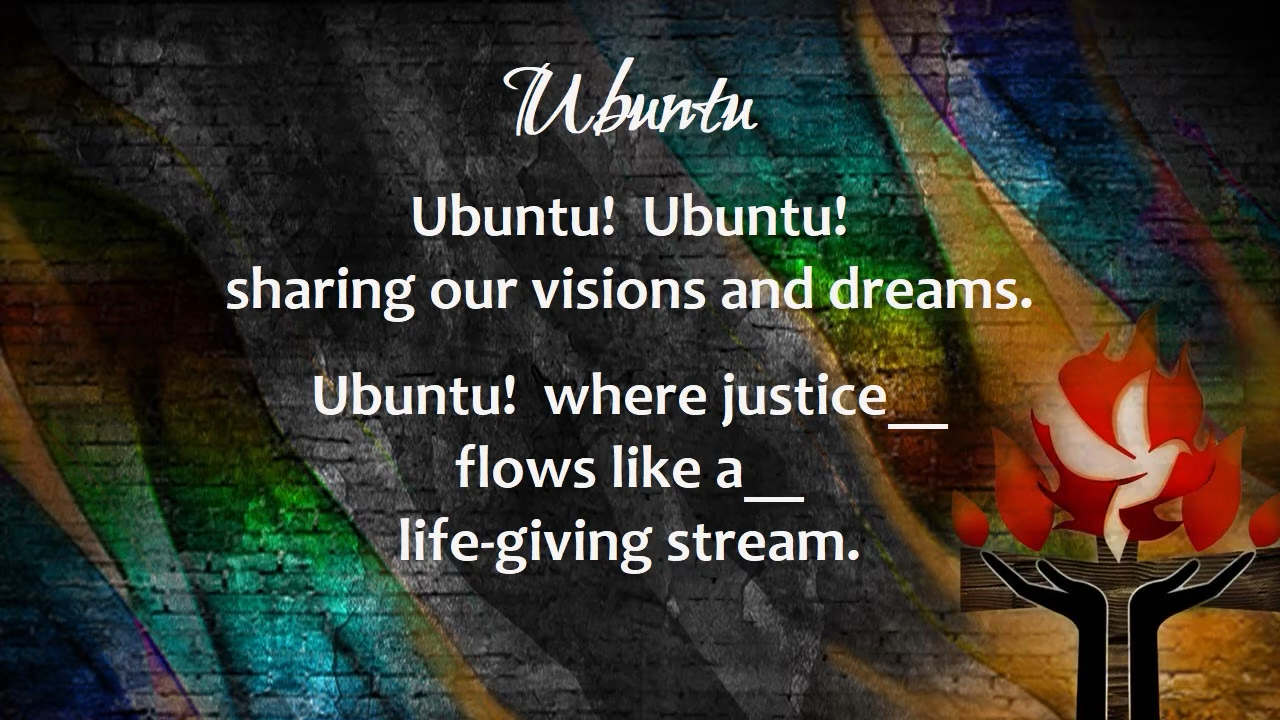 Ubuntu
Ubuntu!  Ubuntu!
sharing our visions and dreams.
Ubuntu!  where justice__
flows like a__
life-giving stream.